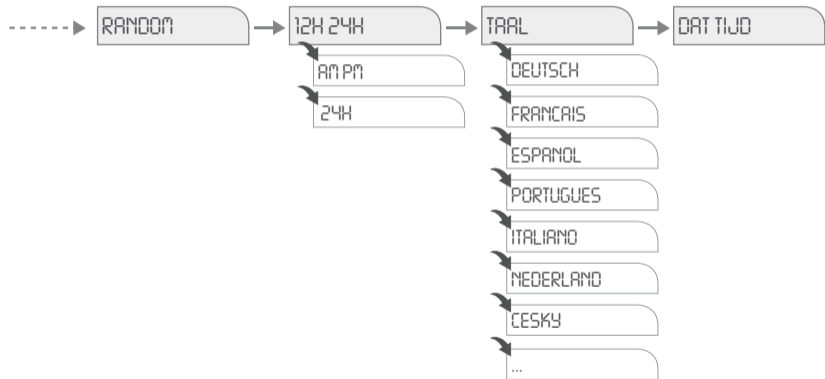 RANDOM
12H 24H
TAAL
DAT TIJD
AM PM
24H
DEUTSCH
FRANCAIS
ESPANOL
PORTUGUES
ITALIANO
NEDERLAND
CESKY
...